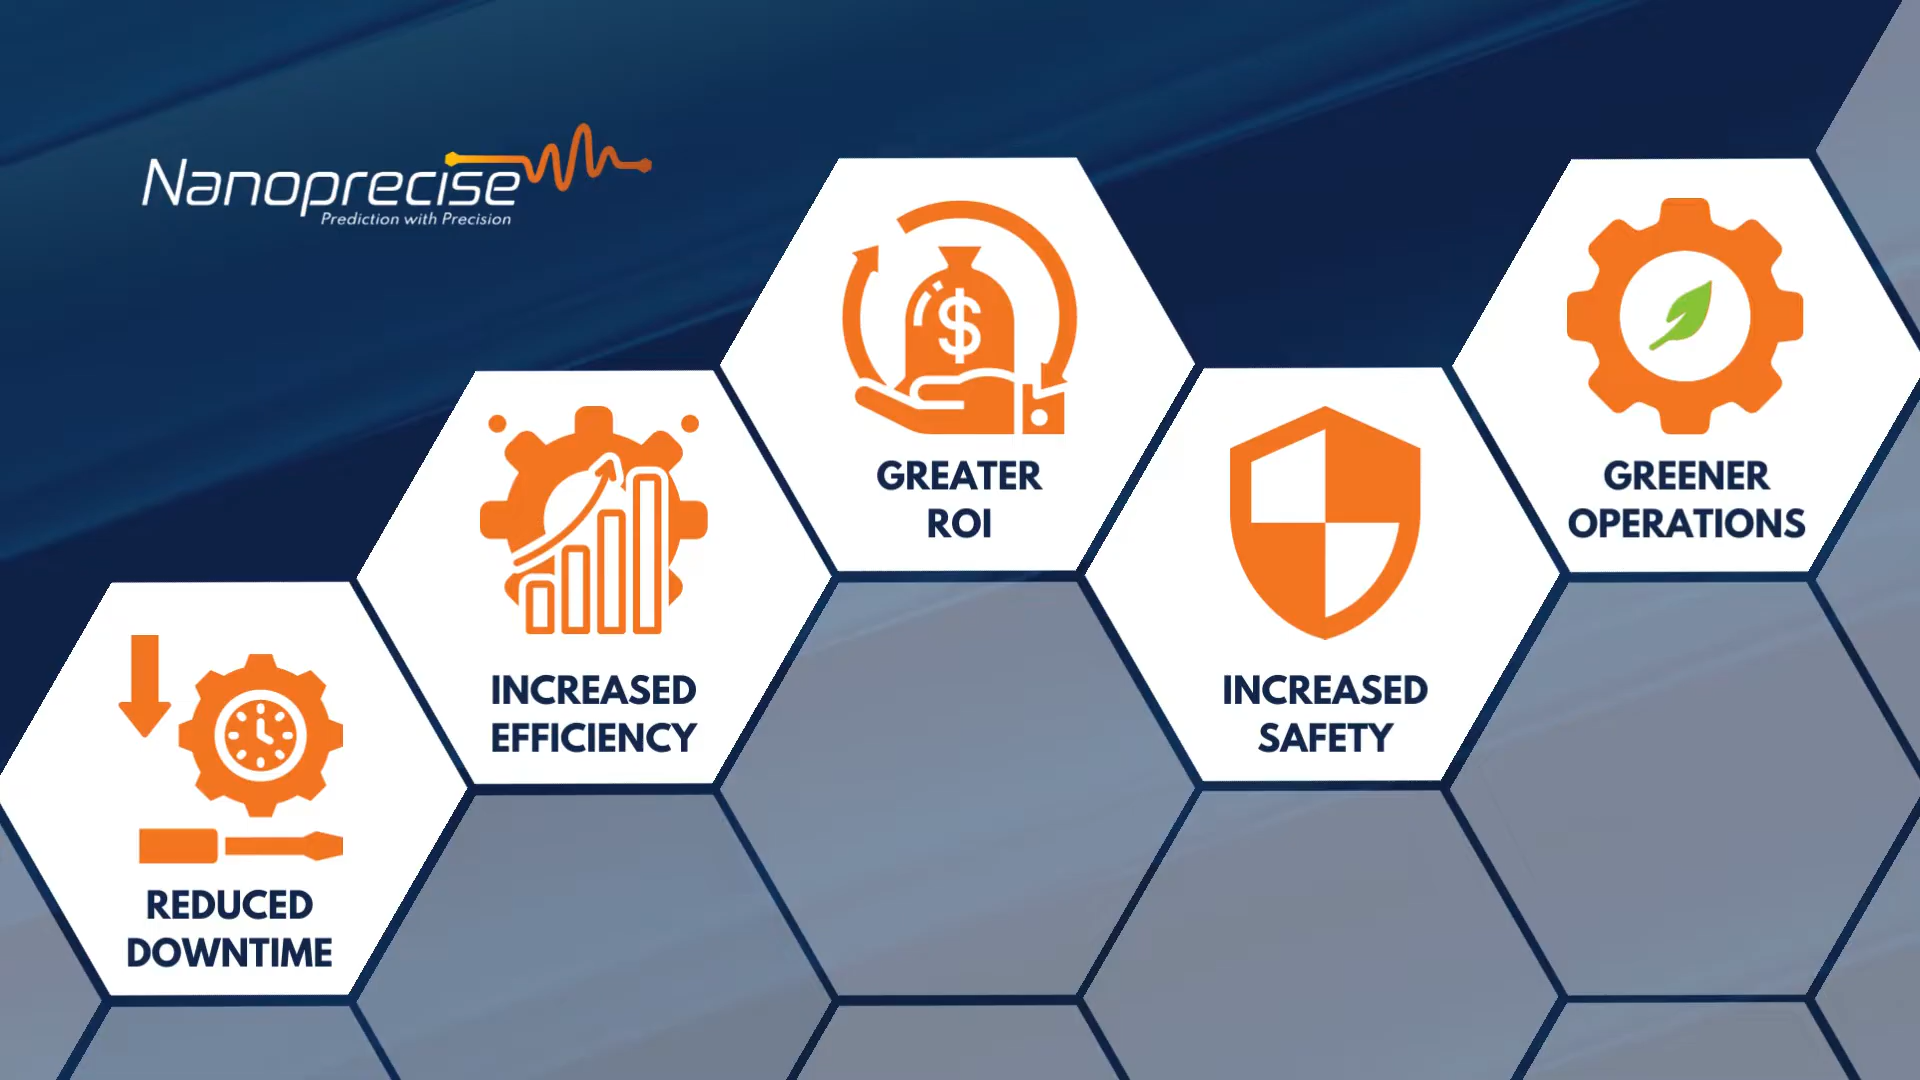 Nanoprecise
Prediction with Precision
REDUCED
DOWNTIME
INCREASED
EFFICIENCY
$
GREATER
ROI
INCREASED
SAFETY
GREENER
OPERATIONS